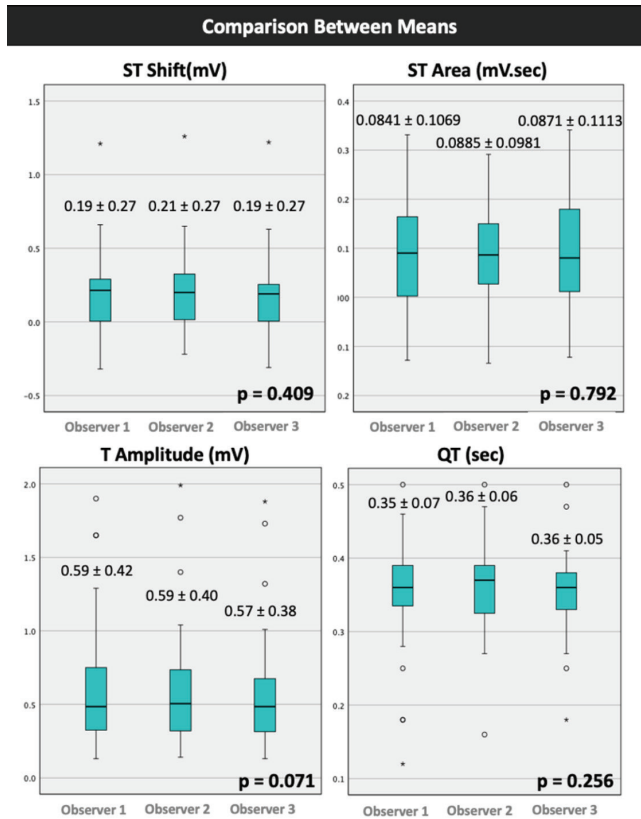 Comparison Between Means
ST Shift(mV)
1.5
1.0
0.5
0.0
-0.5
0.19 ± 0.27
0.21 ± 0.27
0.19 ± 0.27
p = 0.409
Observer 1
Observer 2
Observer 3
ST Area (mV.sec)
0.4
0.3
0.2
0.1
)00
0.1
0.2
0.0841 ± 0.1069
0.0885 ± 0.0981
0.0871 ± 0.1113
p = 0.792
Observer 1
Observer 2
Observer 3
T Amplitude (mV)
2.0
1.5
1.0
0.5
0.0
0.59 ± 0.42
0.59 ± 0.40
0.57 ± 0.38
p = 0.071
Observer 1
Observer 2
Observer 3
QT (sec)
0.5
0.4
0.3
0.2
0.1
0.35 ± 0.07
0.36 ± 0.06
0.36 ± 0.05
p = 0.256
Observer 1
Observer 2
Observer 3